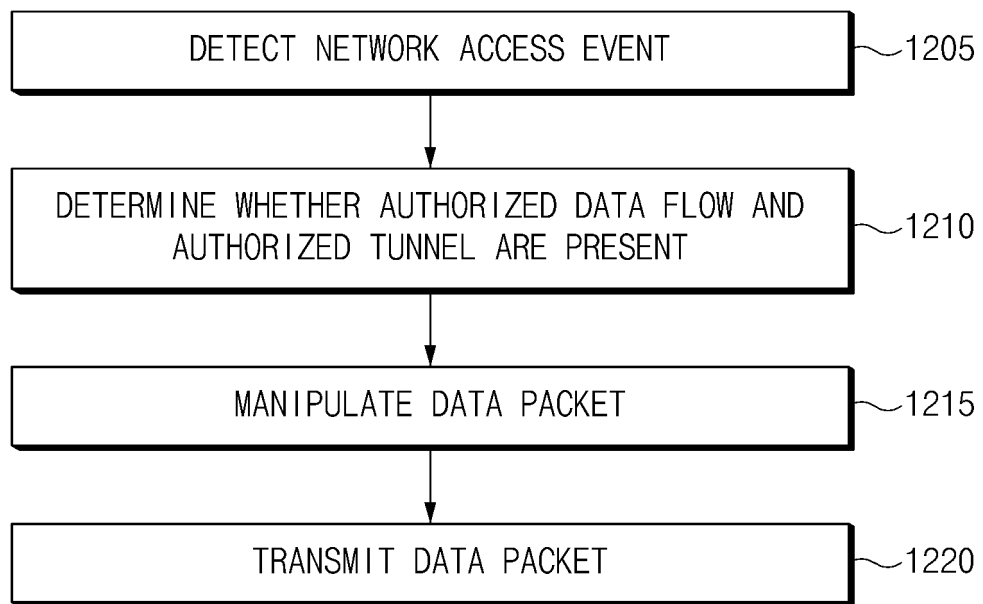 DETECT NETWORK ACCESS EVENT
1205
DETERMINE WHETHER AUTHORIZED DATA FLOW AND
AUTHORIZED TUNNEL ARE PRESENT
1210
MANIPULATE DATA PACKET
1215
TRANSMIT DATA PACKET
1220